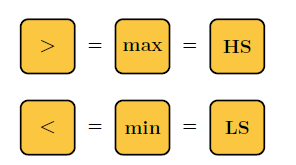 > = max = HS
< = min = LS